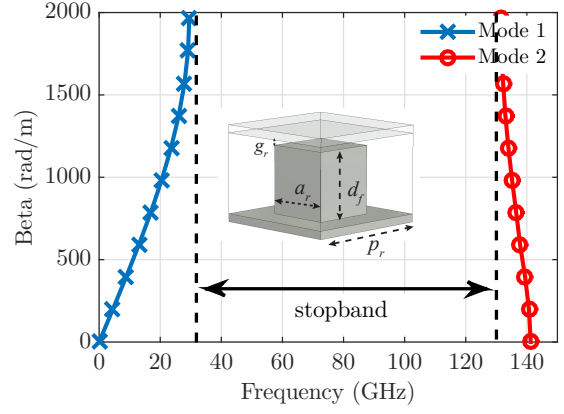 2000
1500
1000
500
0
Beta (rad/m)
Mode 1
Mode 2
g_r
a_r
d_f
p_r
stopband
0
20
40
60
80
100
120
140
Frequency (GHz)